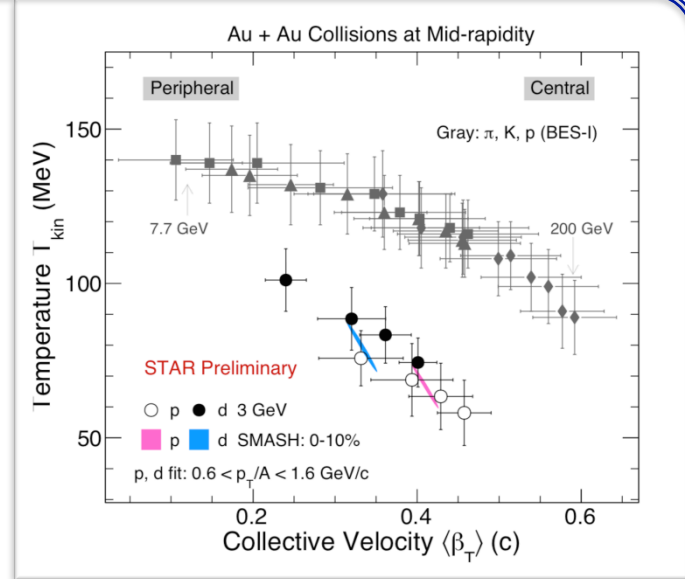 Au + Au Collisions at Mid-rapidity
Peripheral
Central
Gray: π, K, p (BES-I)
7.7 GeV
200 GeV
STAR Preliminary
p d 3 GeV
p d SMASH: 0-10%
p, d fit: 0.6 < p_T/A < 1.6 GeV/c
150
100
50
Temperature T_kin (MeV)
0.2 0.4 0.6
Collective Velocity ⟨β_T⟩ (c)